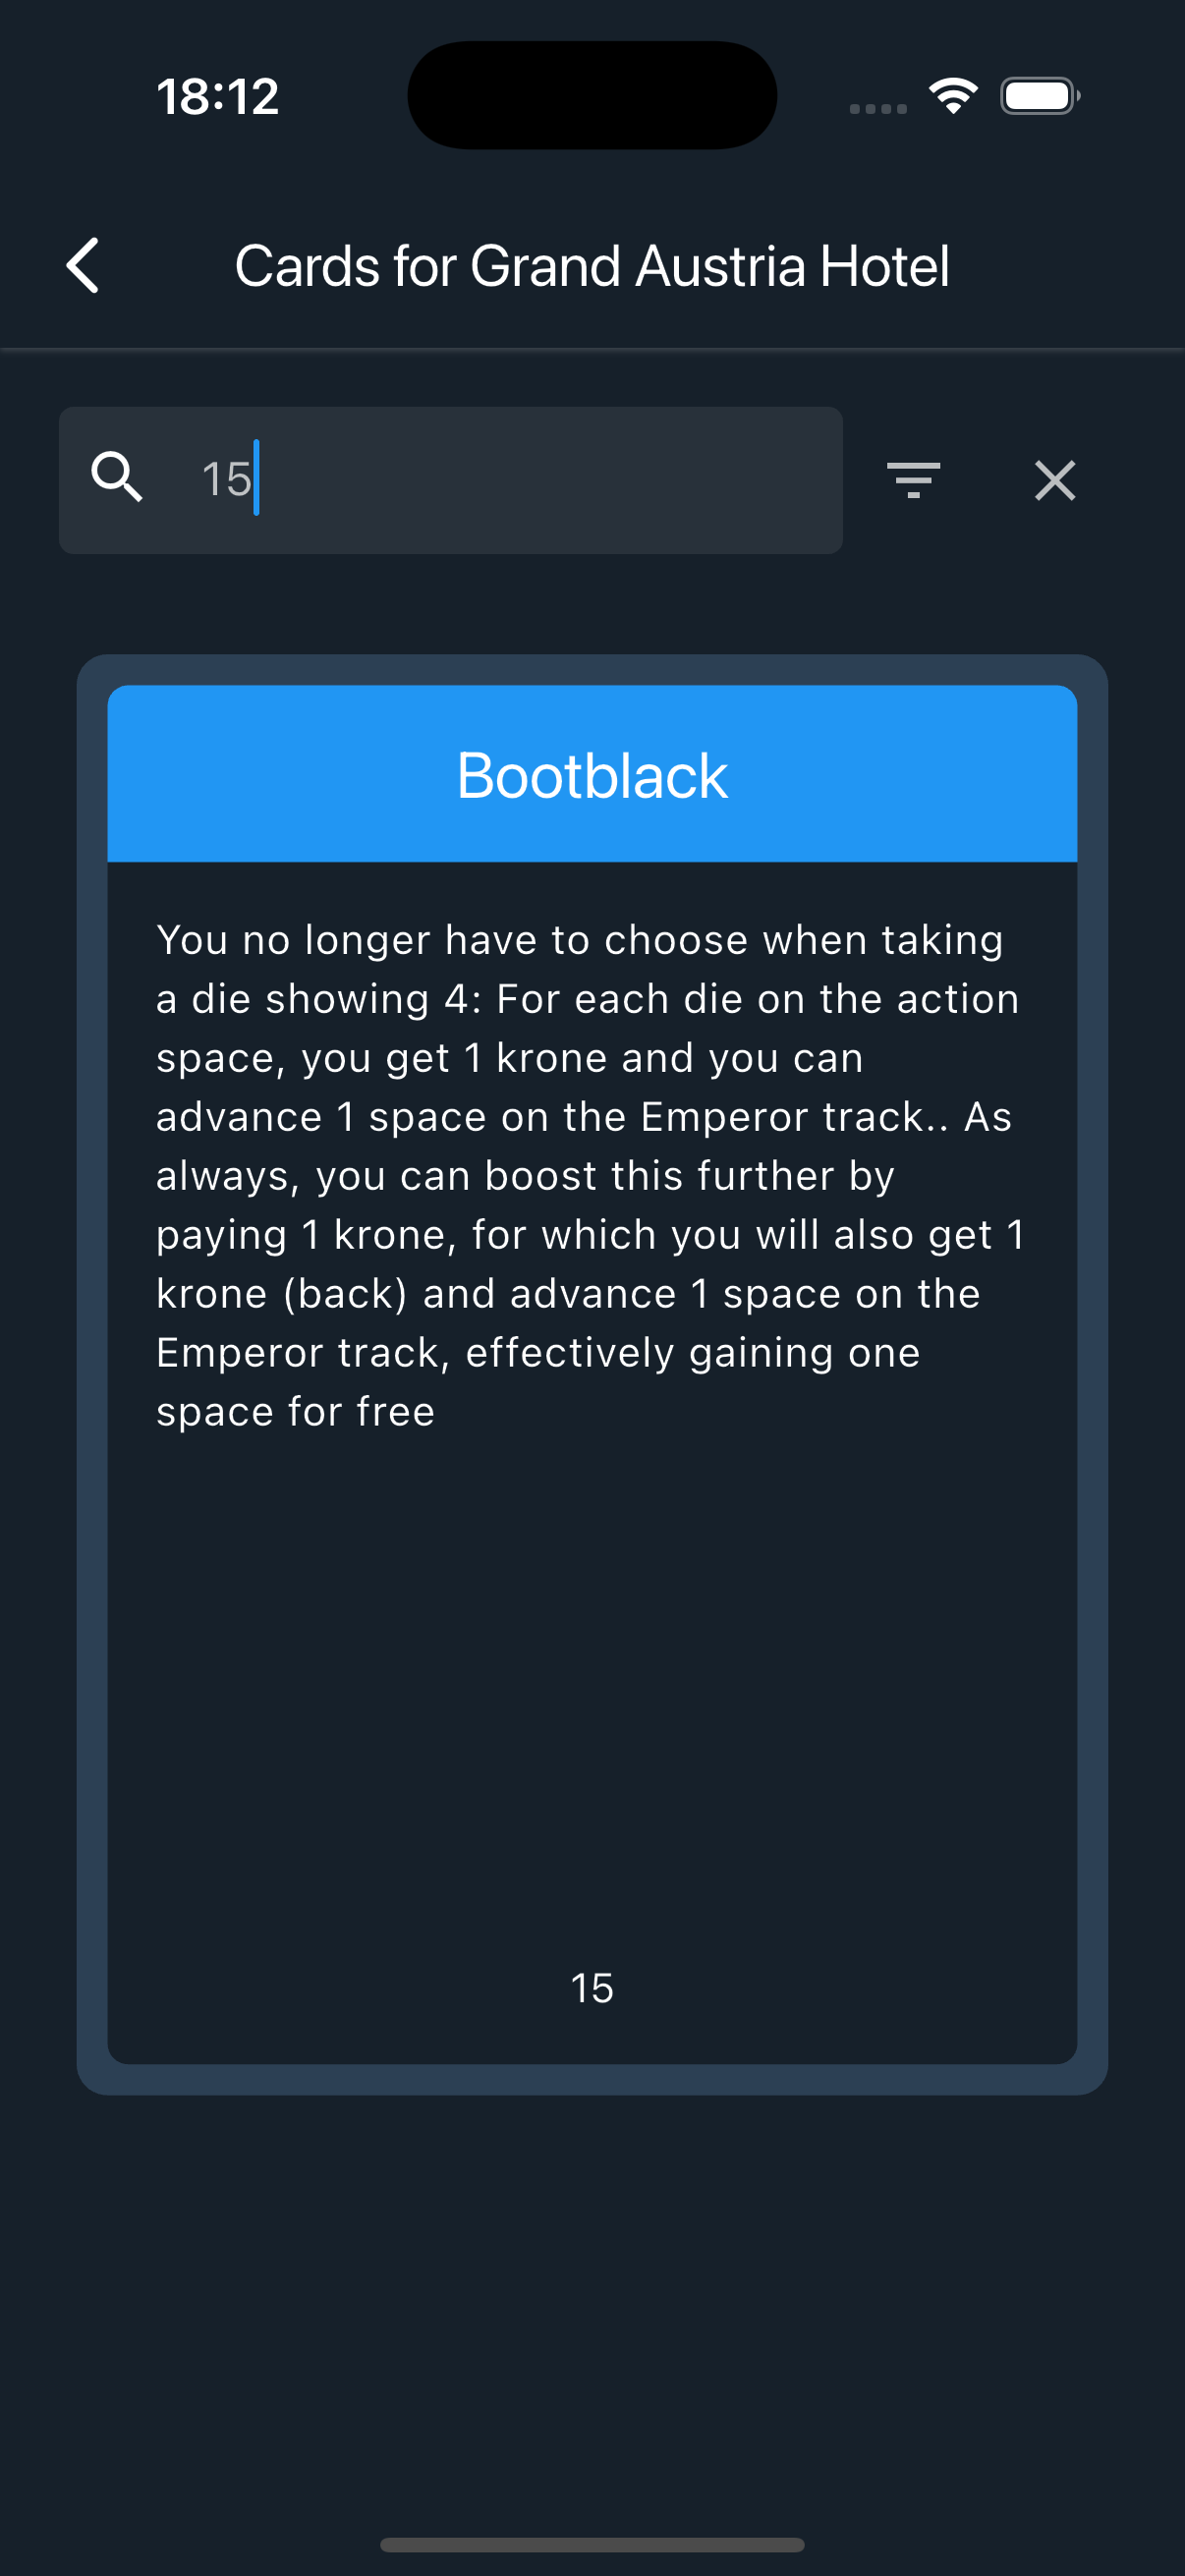 18:12
Cards for Grand Austria Hotel
15
Bootblack
You no longer have to choose when taking
a die showing 4: For each die on the action
space, you get 1 krone and you can
advance 1 space on the Emperor track.. As
always, you can boost this further by
paying 1 krone, for which you will also get 1
krone (back) and advance 1 space on the
Emperor track, effectively gaining one
space for free
15